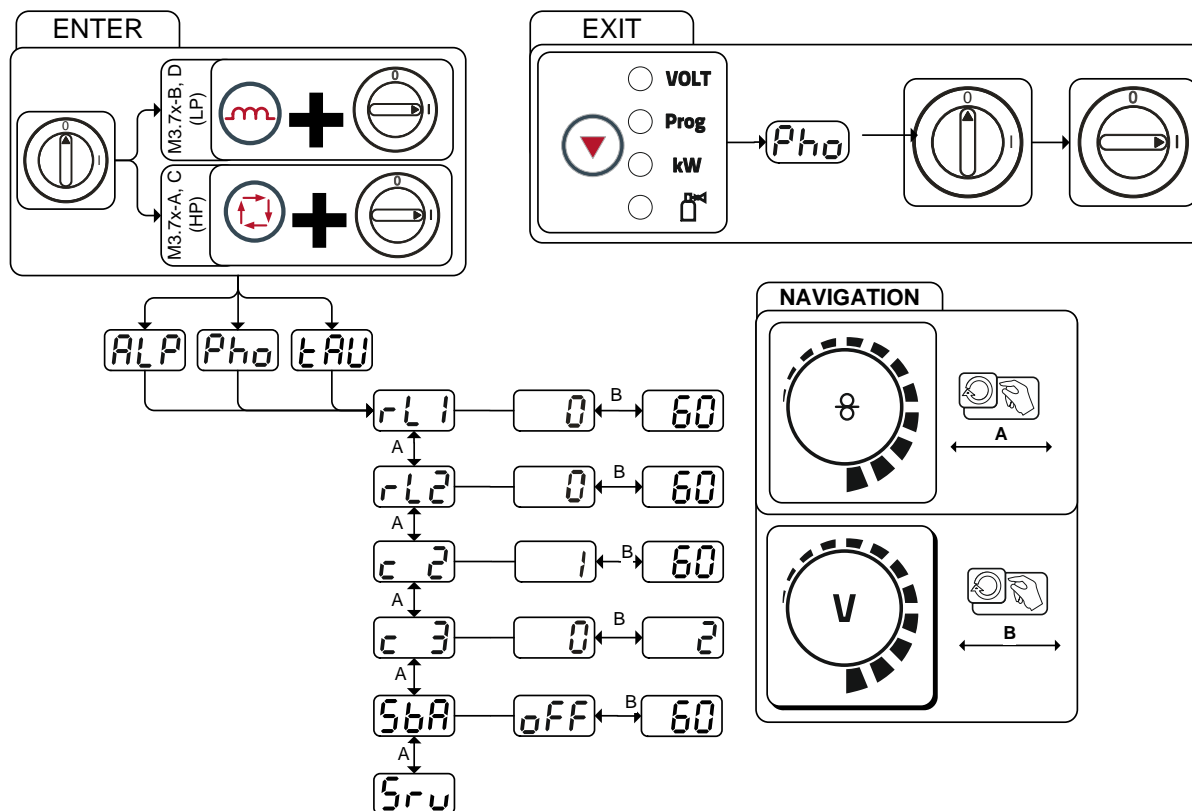 ENTER
0
I
M3.7x-B, D
(LP)
0
I
M3.7x-A, C
(HP)
0
I
EXIT
VOLT
Prog
kW
Pho
0
I
0
I
ALP
Pho
tAU
rL1
0
B
60
A
rL2
0
B
60
A
c 2
1
B
60
A
c 3
0
B
2
A
SbA
oFF
B
60
A
Srv
NAVIGATION
A
V
B